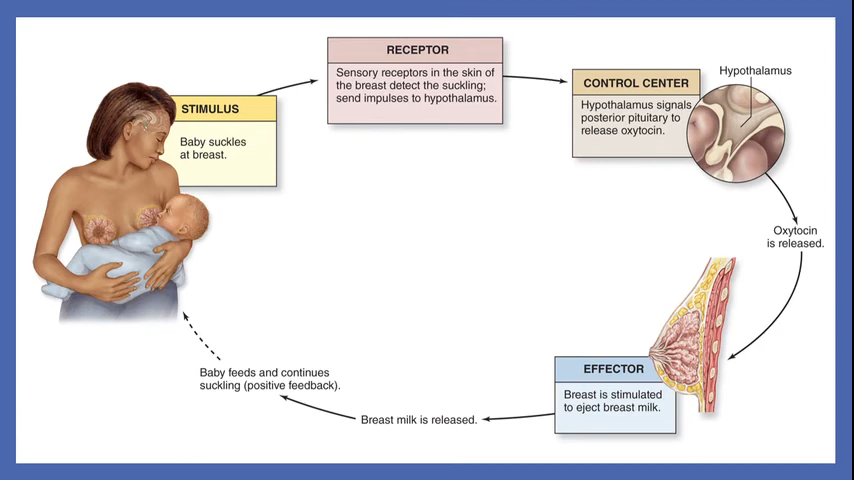 RECEPTOR
Sensory receptors in the skin of
the breast detect the suckling;
send impulses to hypothalamus.
STIMULUS
Baby suckles
at breast.
CONTROL CENTER
Hypothalamus signals
posterior pituitary to
release oxytocin.
Hypothalamus
Oxytocin
is released.
EFFECTOR
Breast is stimulated
to eject breast milk.
Breast milk is released.
Baby feeds and continues
suckling (positive feedback).